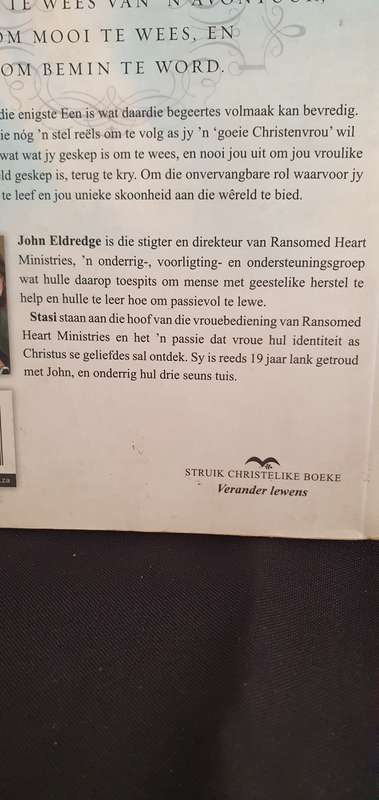 TE WEES VAN 'N AVONTUUR,
OM MOOI TE WEES, EN
OM BEMIN TE WORD.
die enigste Een is wat daardie begeertes volmaak kan bevredig.
nóg 'n stel reëls om te volg as jy 'n 'goeie Christenvrou' wil
wat wat jy geskep is om te wees, en nooi jou uit om jou vroulike
geskep is, terug te kry. Om die onvervangbare rol waarvoor jy
te leef en jou unieke skoonheid aan die wêreld te bied.
John Eldredge is die stigter en direkteur van Ransomed Heart
Ministries, 'n onderrig-, voorligting- en ondersteuningsgroep
wat hulle daarop toespits om mense met geestelike herstel te
help en hulle te leer hoe om passievol te lewe.
Stasi staan aan die hoof van die vrouebediening van Ransomed
Heart Ministries en het 'n passie dat vroue hul identiteit as
Christus se geliefdes sal ontdek. Sy is reeds 19 jaar lank getroud
met John, en onderrig hul drie seuns tuis.
.za
STRUIK CHRISTELIKE BOEKE
Verander lewens